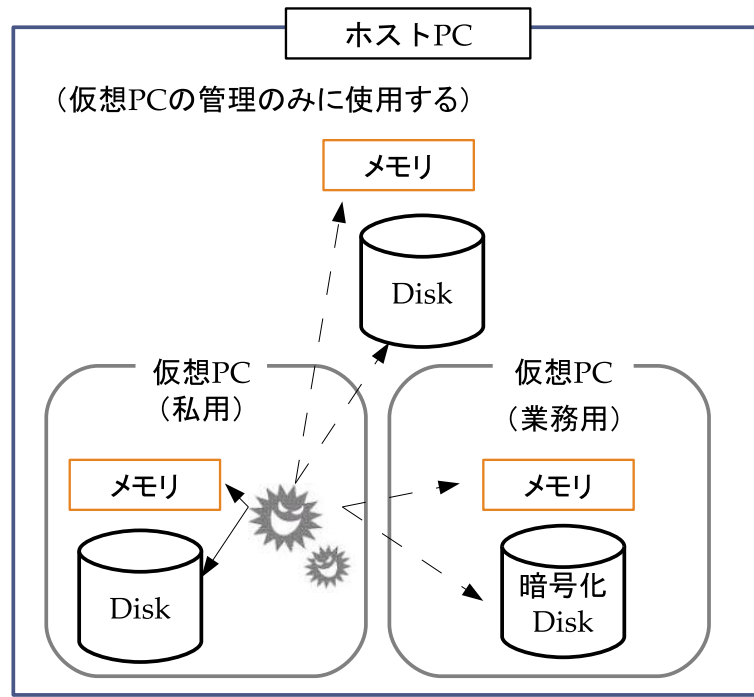 ホストPC
（仮想PCの管理のみに使用する）
メモリ
Disk
仮想PC
（私用）
メモリ
Disk
仮想PC
（業務用）
メモリ
暗号化
Disk